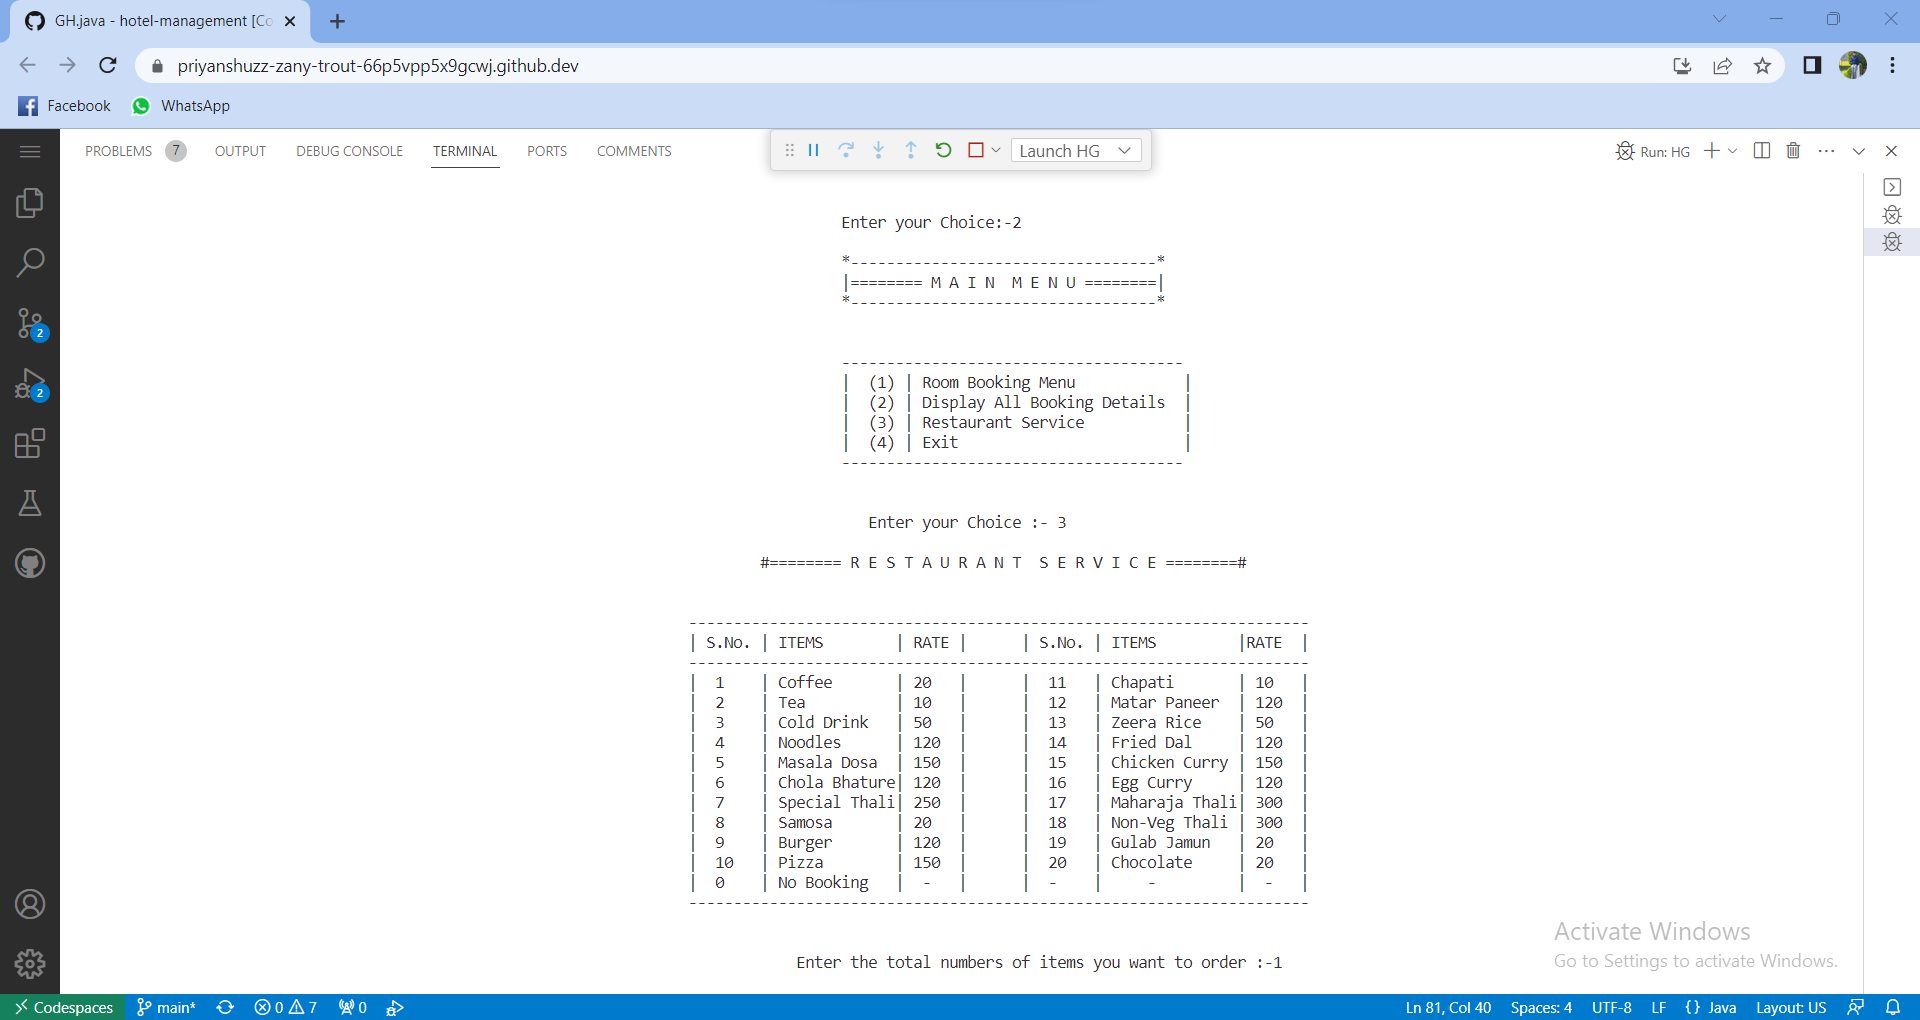 GH.java - hotel-management [Co
priyanshuzz-zany-trout-66p5vpp5x9gcwj.github.dev
Facebook WhatsApp
PROBLEMS 7 OUTPUT DEBUG CONSOLE TERMINAL PORTS COMMENTS Launch HG Run: HG
Enter your Choice:-2
*----------------------------------*
|======== M A I N  M E N U ========|
*----------------------------------*
--------------------------------------
| (1) | Room Booking Menu |
| (2) | Display All Booking Details |
| (3) | Restaurant Service |
| (4) | Exit |
--------------------------------------
Enter your Choice :- 3
#======== R E S T A U R A N T  S E R V I C E ========#
---------------------------------------------------------------------
| S.No. | ITEMS | RATE | | S.No. | ITEMS |RATE |
---------------------------------------------------------------------
| 1 | Coffee | 20 | | 11 | Chapati | 10 |
| 2 | Tea | 10 | | 12 | Matar Paneer | 120 |
| 3 | Cold Drink | 50 | | 13 | Zeera Rice | 50 |
| 4 | Noodles | 120 | | 14 | Fried Dal | 120 |
| 5 | Masala Dosa | 150 | | 15 | Chicken Curry | 150 |
| 6 | Chola Bhature| 120 | | 16 | Egg Curry | 120 |
| 7 | Special Thali| 250 | | 17 | Maharaja Thali| 300 |
| 8 | Samosa | 20 | | 18 | Non-Veg Thali | 300 |
| 9 | Burger | 120 | | 19 | Gulab Jamun | 20 |
| 10 | Pizza | 150 | | 20 | Chocolate | 20 |
| 0 | No Booking | - | | - | - | - |
---------------------------------------------------------------------
Enter the total numbers of items you want to order :-1
2
2
Activate Windows
Go to Settings to activate Windows.
Codespaces main* 0 7 0 Ln 81, Col 40 Spaces: 4 UTF-8 LF {} Java Layout: US